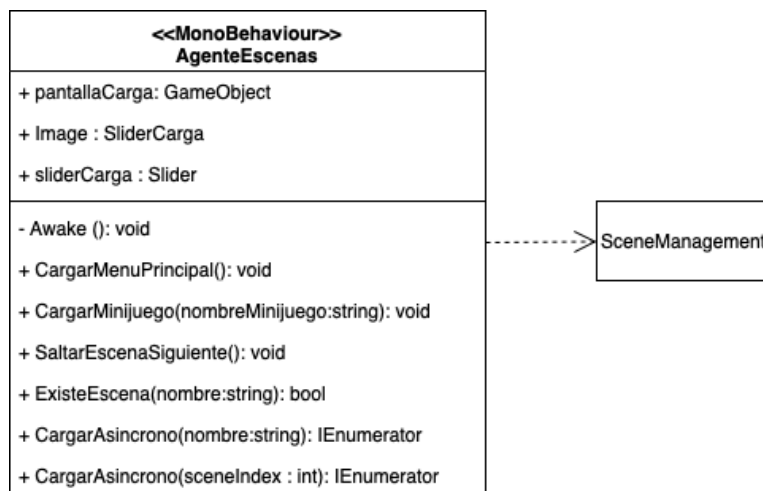 <<MonoBehaviour>>
AgenteEscenas
+ pantallaCarga: GameObject
+ Image : SliderCarga
+ sliderCarga : Slider
- Awake (): void
+ CargarMenuPrincipal(): void
+ CargarMinijuego(nombreMinijuego:string): void
+ SaltarEscenaSiguiente(): void
+ ExisteEscena(nombre:string): bool
+ CargarAsincrono(nombre:string): IEnumerator
+ CargarAsincrono(sceneIndex : int): IEnumerator
SceneManagement